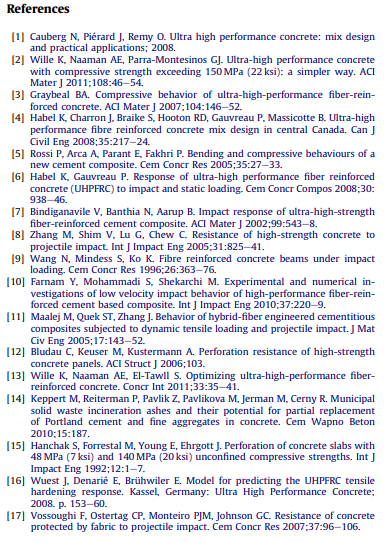 References
[1] Cauberg N, Piérard J, Remy O. Ultra high performance concrete: mix design
and practical applications; 2008.
[2] Wille K, Naaman AE, Parra-Montesinos GJ. Ultra-high performance concrete
with compressive strength exceeding 150 MPa (22 ksi): a simpler way. ACI
Mater J 2011;108:46–54.
[3] Graybeal BA. Compressive behavior of ultra-high-performance fiber-rein-
forced concrete. ACI Mater J 2007;104:146–52.
[4] Habel K, Charron J, Braike S, Hooton RD, Gauvreau P, Massicotte B. Ultra-high
performance fibre reinforced concrete mix design in central Canada. Can J
Civil Eng 2008;35:217–24.
[5] Rossi P, Arca A, Parant E, Fakhri P. Bending and compressive behaviours of a
new cement composite. Cem Concr Res 2005;35:27–33.
[6] Habel K, Gauvreau P. Response of ultra-high performance fiber reinforced
concrete (UHPFRC) to impact and static loading. Cem Concr Compos 2008;30:
938–46.
[7] Bindiganavile V, Banthia N, Aarup B. Impact response of ultra-high-strength
fiber-reinforced cement composite. ACI Mater J 2002;99:543–8.
[8] Zhang M, Shim V, Lu G, Chew C. Resistance of high-strength concrete to
projectile impact. Int J Impact Eng 2005;31:825–41.
[9] Wang N, Mindess S, Ko K. Fibre reinforced concrete beams under impact
loading. Cem Concr Res 1996;26:363–76.
[10] Farnam Y, Mohammadi S, Shekarchi M. Experimental and numerical in-
vestigations of low velocity impact behavior of high-performance fiber-rein-
forced cement based composite. Int J Impact Eng 2010;37:220–9.
[11] Maalej M, Quek ST, Zhang J. Behavior of hybrid-fiber engineered cementitious
composites subjected to dynamic tensile loading and projectile impact. J Mat
Civ Eng 2005;17:143–52.
[12] Bludau C, Keuser M, Kustermann A. Perforation resistance of high-strength
concrete panels. ACI Struct J 2006;103.
[13] Wille K, Naaman AE, El-Tawll S. Optimizing ultra-high-performance fiber-
reinforced concrete. Concr Int 2011;33:35–41.
[14] Keppert M, Reiterman P, Pavlik Z, Pavlikova M, Jerman M, Cerny R. Municipal
solid waste incineration ashes and their potential for partial replacement
of Portland cement and fine aggregates in concrete. Cem Wapno Beton
2010;15:187.
[15] Hanchak S, Forrestal M, Young E, Ehrgott J. Perforation of concrete slabs with
48 MPa (7 ksi) and 140 MPa (20 ksi) unconfined compressive strengths. Int J
Impact Eng 1992;12:1–7.
[16] Wuest J, Denarié E, Brühwiler E. Model for predicting the UHPFRC tensile
hardening response. Kassel, Germany: Ultra High Performance Concrete;
2008. p. 153–60.
[17] Vossoughi F, Ostertag CP, Monteiro PJM, Johnson GC. Resistance of concrete
protected by fabric to projectile impact. Cem Concr Res 2007;37:96–106.